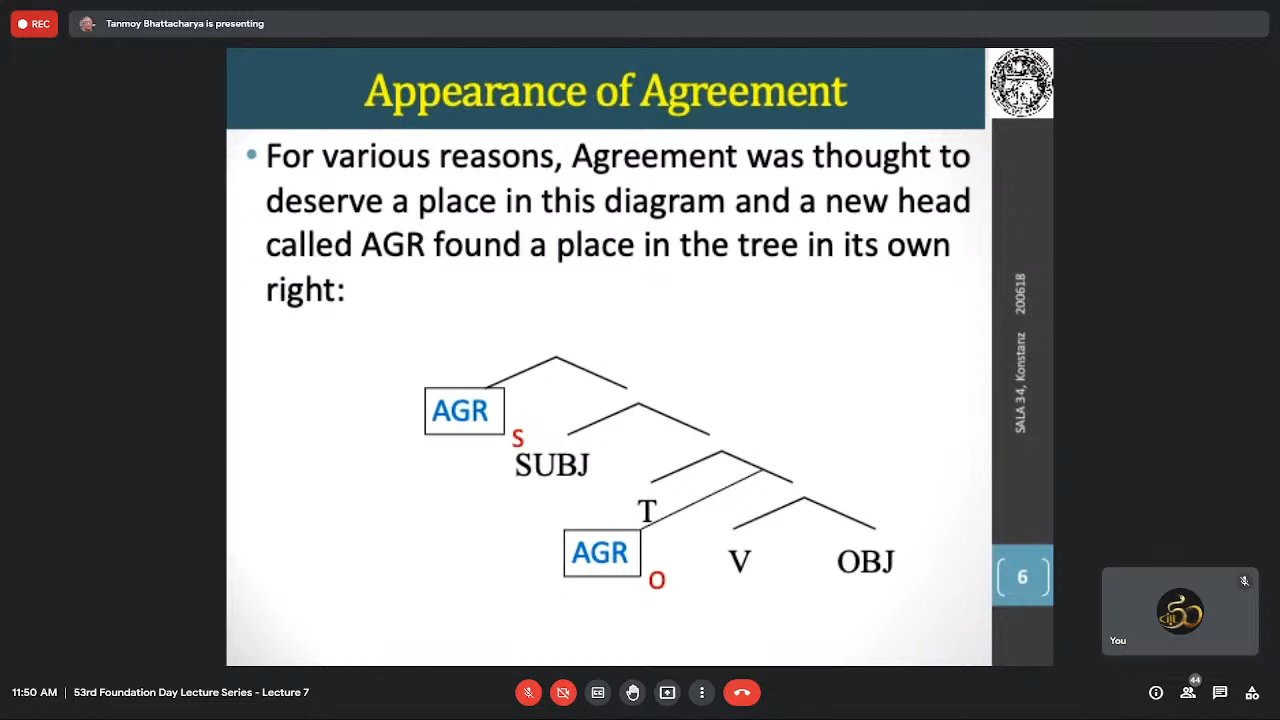 REC
Tanmoy Bhattacharya is presenting
Appearance of Agreement
• For various reasons, Agreement was thought to
deserve a place in this diagram and a new head
called AGR found a place in the tree in its own
right:
AGR
S
SUBJ
T
AGR
O
V
OBJ
SALA 34, Konstanz 200618
6
You
11:50 AM | 53rd Foundation Day Lecture Series - Lecture 7
44